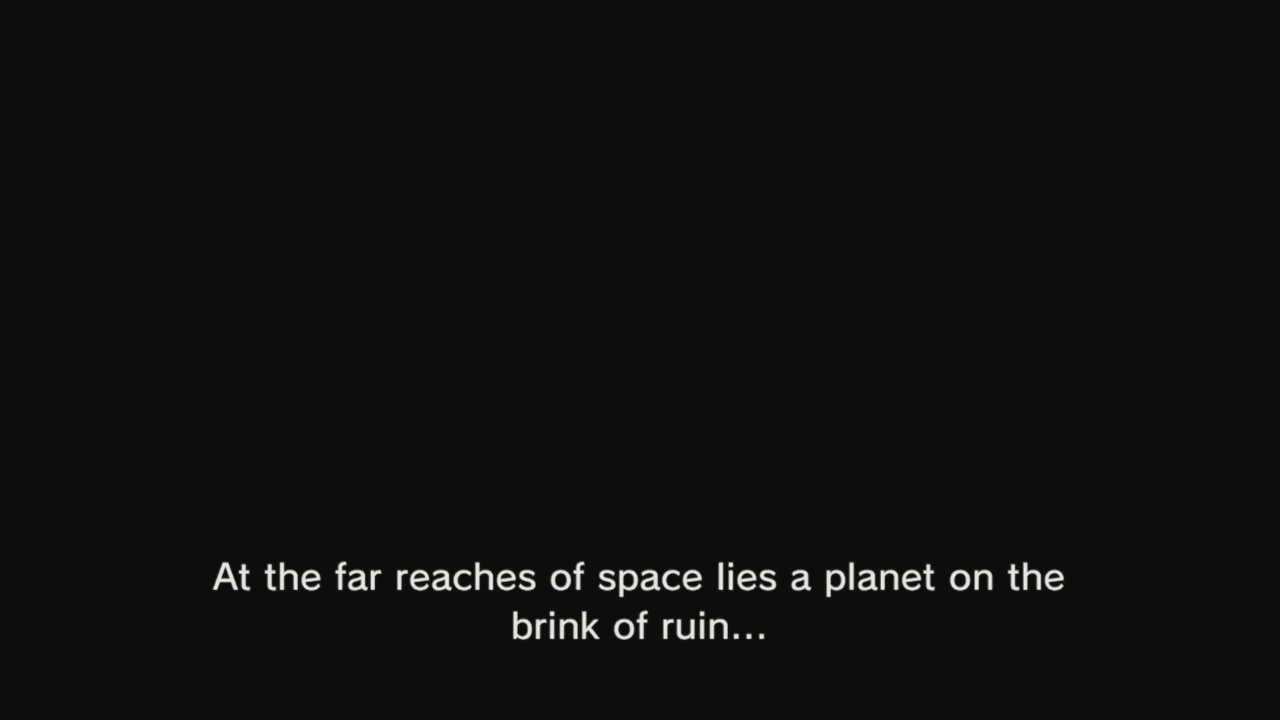 At the far reaches of space lies a planet on the
brink of ruin...